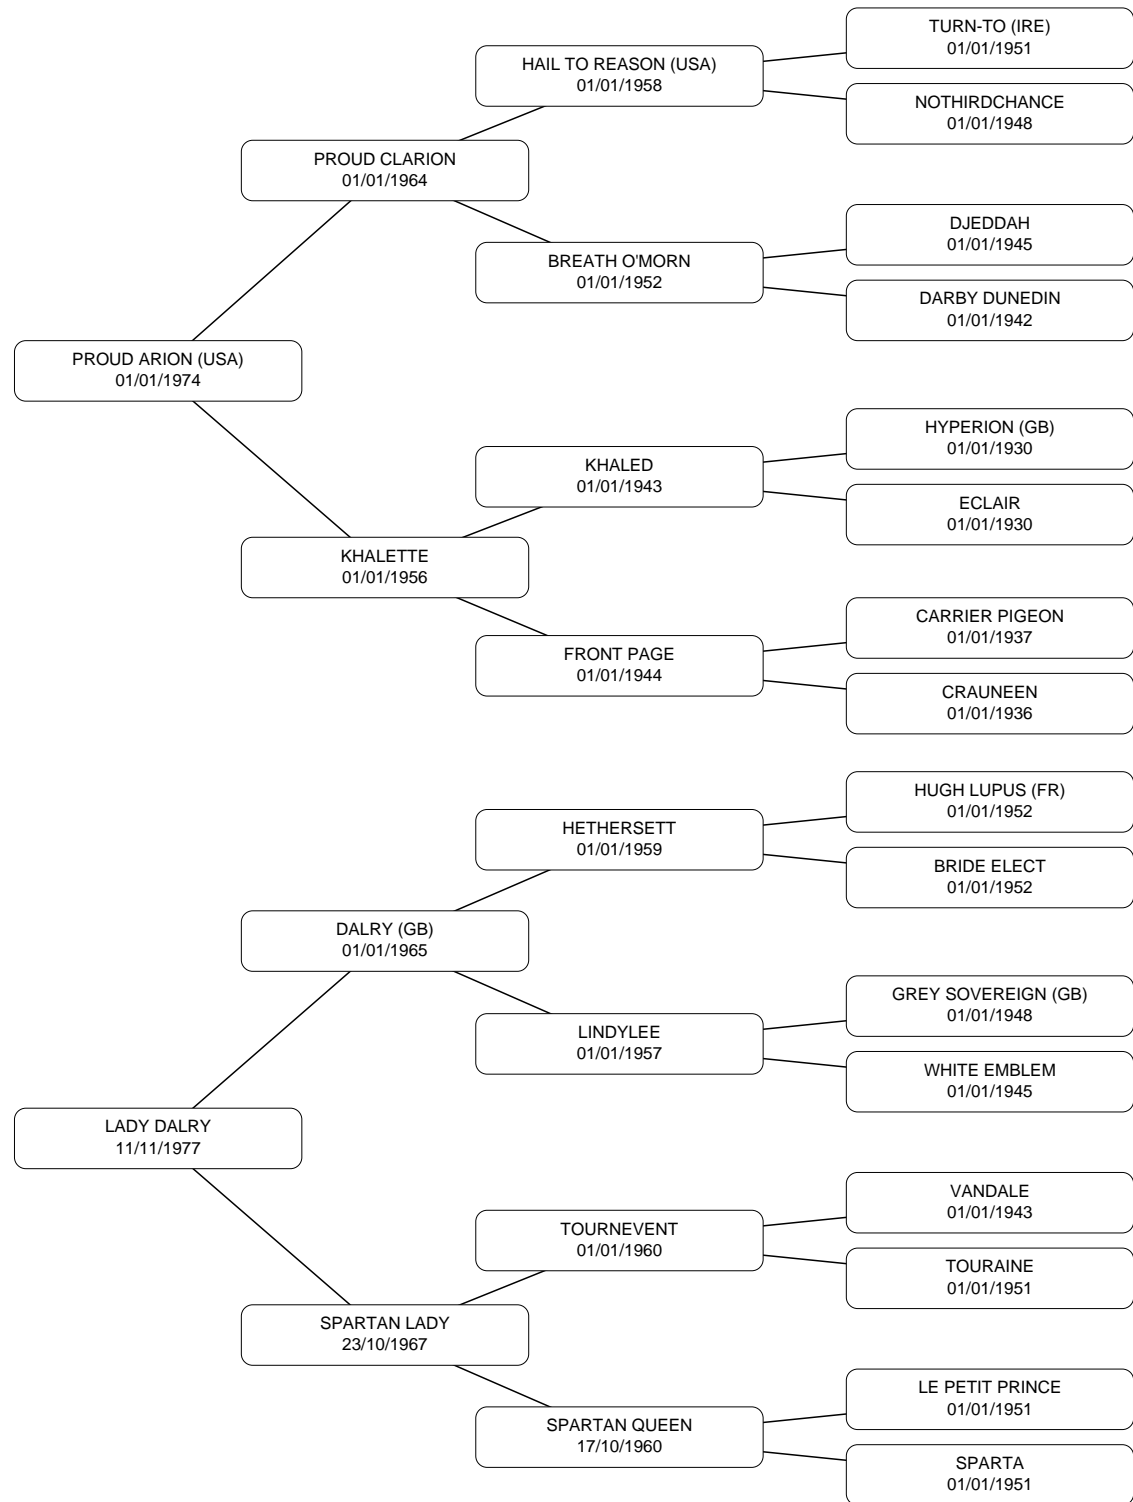 TURN-TO (IRE)
01/01/1951
HAIL TO REASON (USA)
01/01/1958
NOTHIRDCHANCE
01/01/1948
PROUD CLARION
01/01/1964
DJEDDAH
01/01/1945
BREATH O'MORN
01/01/1952
DARBY DUNEDIN
01/01/1942
PROUD ARION (USA)
01/01/1974
HYPERION (GB)
01/01/1930
KHALED
01/01/1943
ECLAIR
01/01/1930
KHALETTE
01/01/1956
CARRIER PIGEON
01/01/1937
FRONT PAGE
01/01/1944
CRAUNEEN
01/01/1936
HUGH LUPUS (FR)
01/01/1952
HETHERSETT
01/01/1959
BRIDE ELECT
01/01/1952
DALRY (GB)
01/01/1965
GREY SOVEREIGN (GB)
01/01/1948
LINDYLEE
01/01/1957
WHITE EMBLEM
01/01/1945
LADY DALRY
11/11/1977
VANDALE
01/01/1943
TOURNEVENT
01/01/1960
TOURAINE
01/01/1951
SPARTAN LADY
23/10/1967
LE PETIT PRINCE
01/01/1951
SPARTAN QUEEN
17/10/1960
SPARTA
01/01/1951